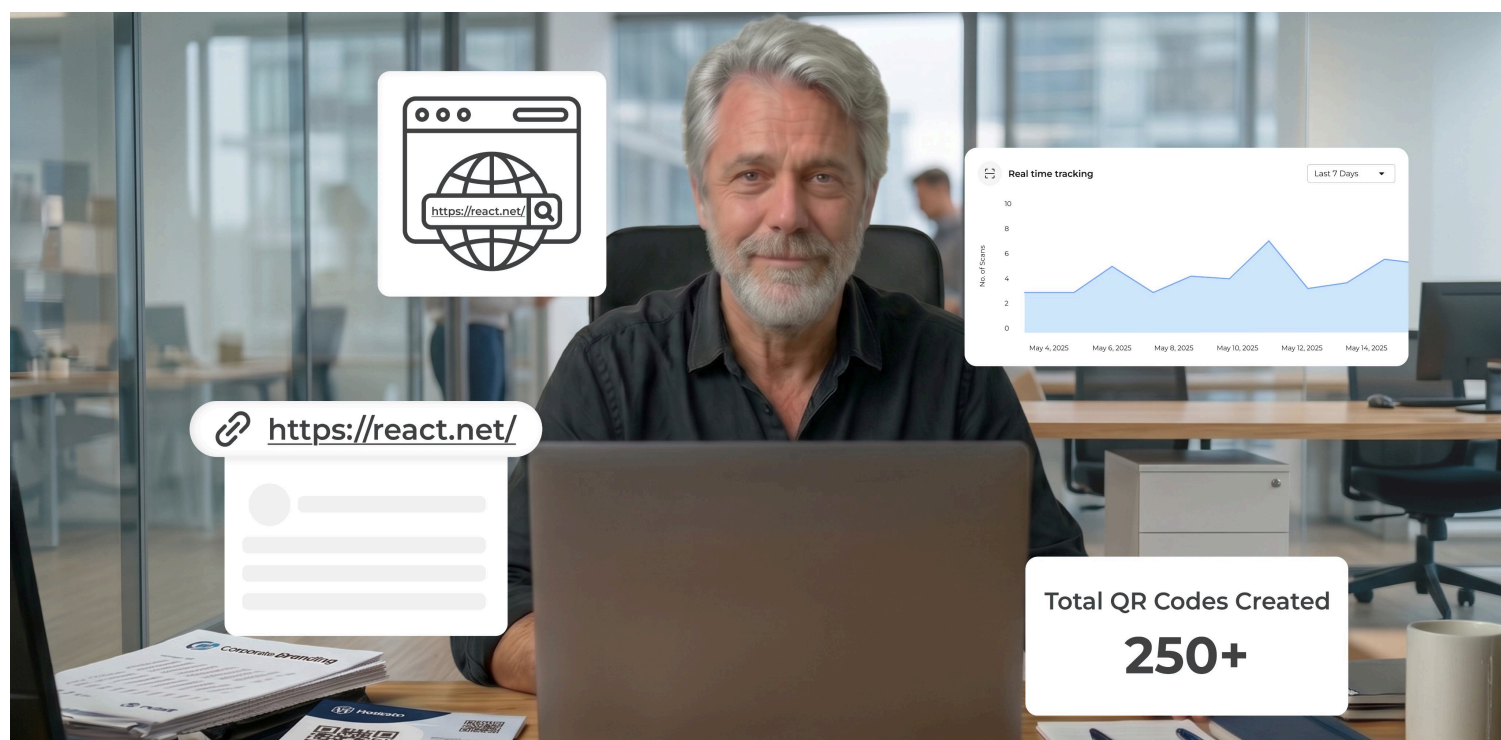 https://react.net/
Real time tracking
Last 7 Days
10
8
6
4
2
0
No. of Scans
May 4, 2025
May 6, 2025
May 8, 2025
May 10, 2025
May 12, 2025
May 14, 2025
https://react.net/
Total QR Codes Created
250+
Corporate Branding